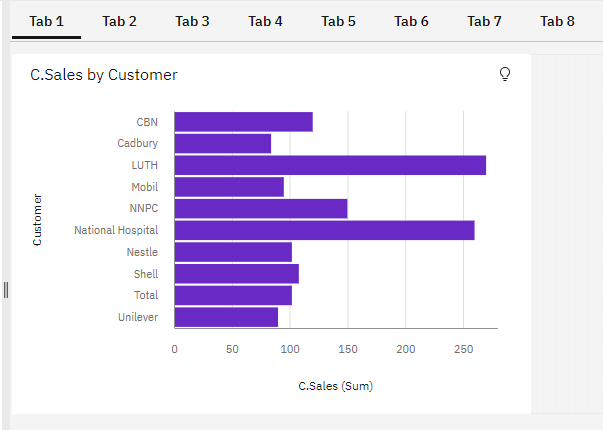 Tab 1 Tab 2 Tab 3 Tab 4 Tab 5 Tab 6 Tab 7 Tab 8
C.Sales by Customer
Customer
CBN
Cadbury
LUTH
Mobil
NNPC
National Hospital
Nestle
Shell
Total
Unilever
0 50 100 150 200 250
C.Sales (Sum)